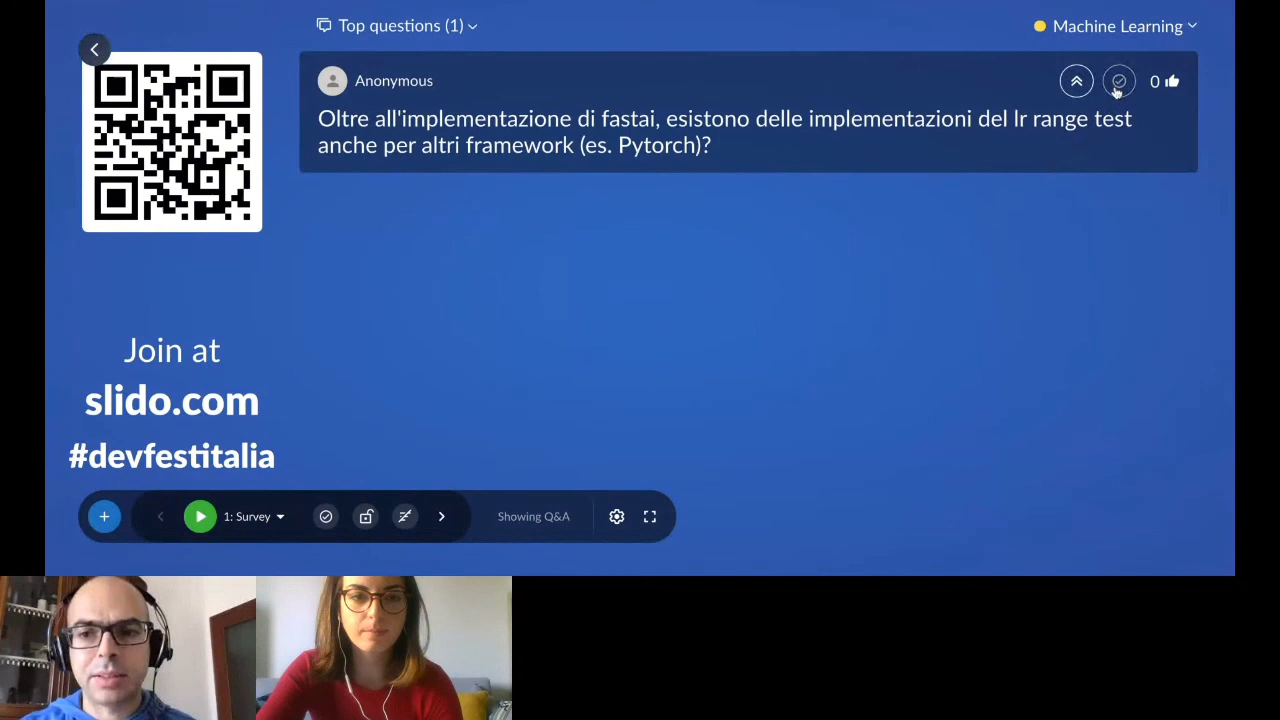 Top questions (1)
Machine Learning
Anonymous
0
Oltre all'implementazione di fastai, esistono delle implementazioni del lr range test
anche per altri framework (es. Pytorch)?
Join at
slido.com
#devfestitalia
1: Survey
Showing Q&A